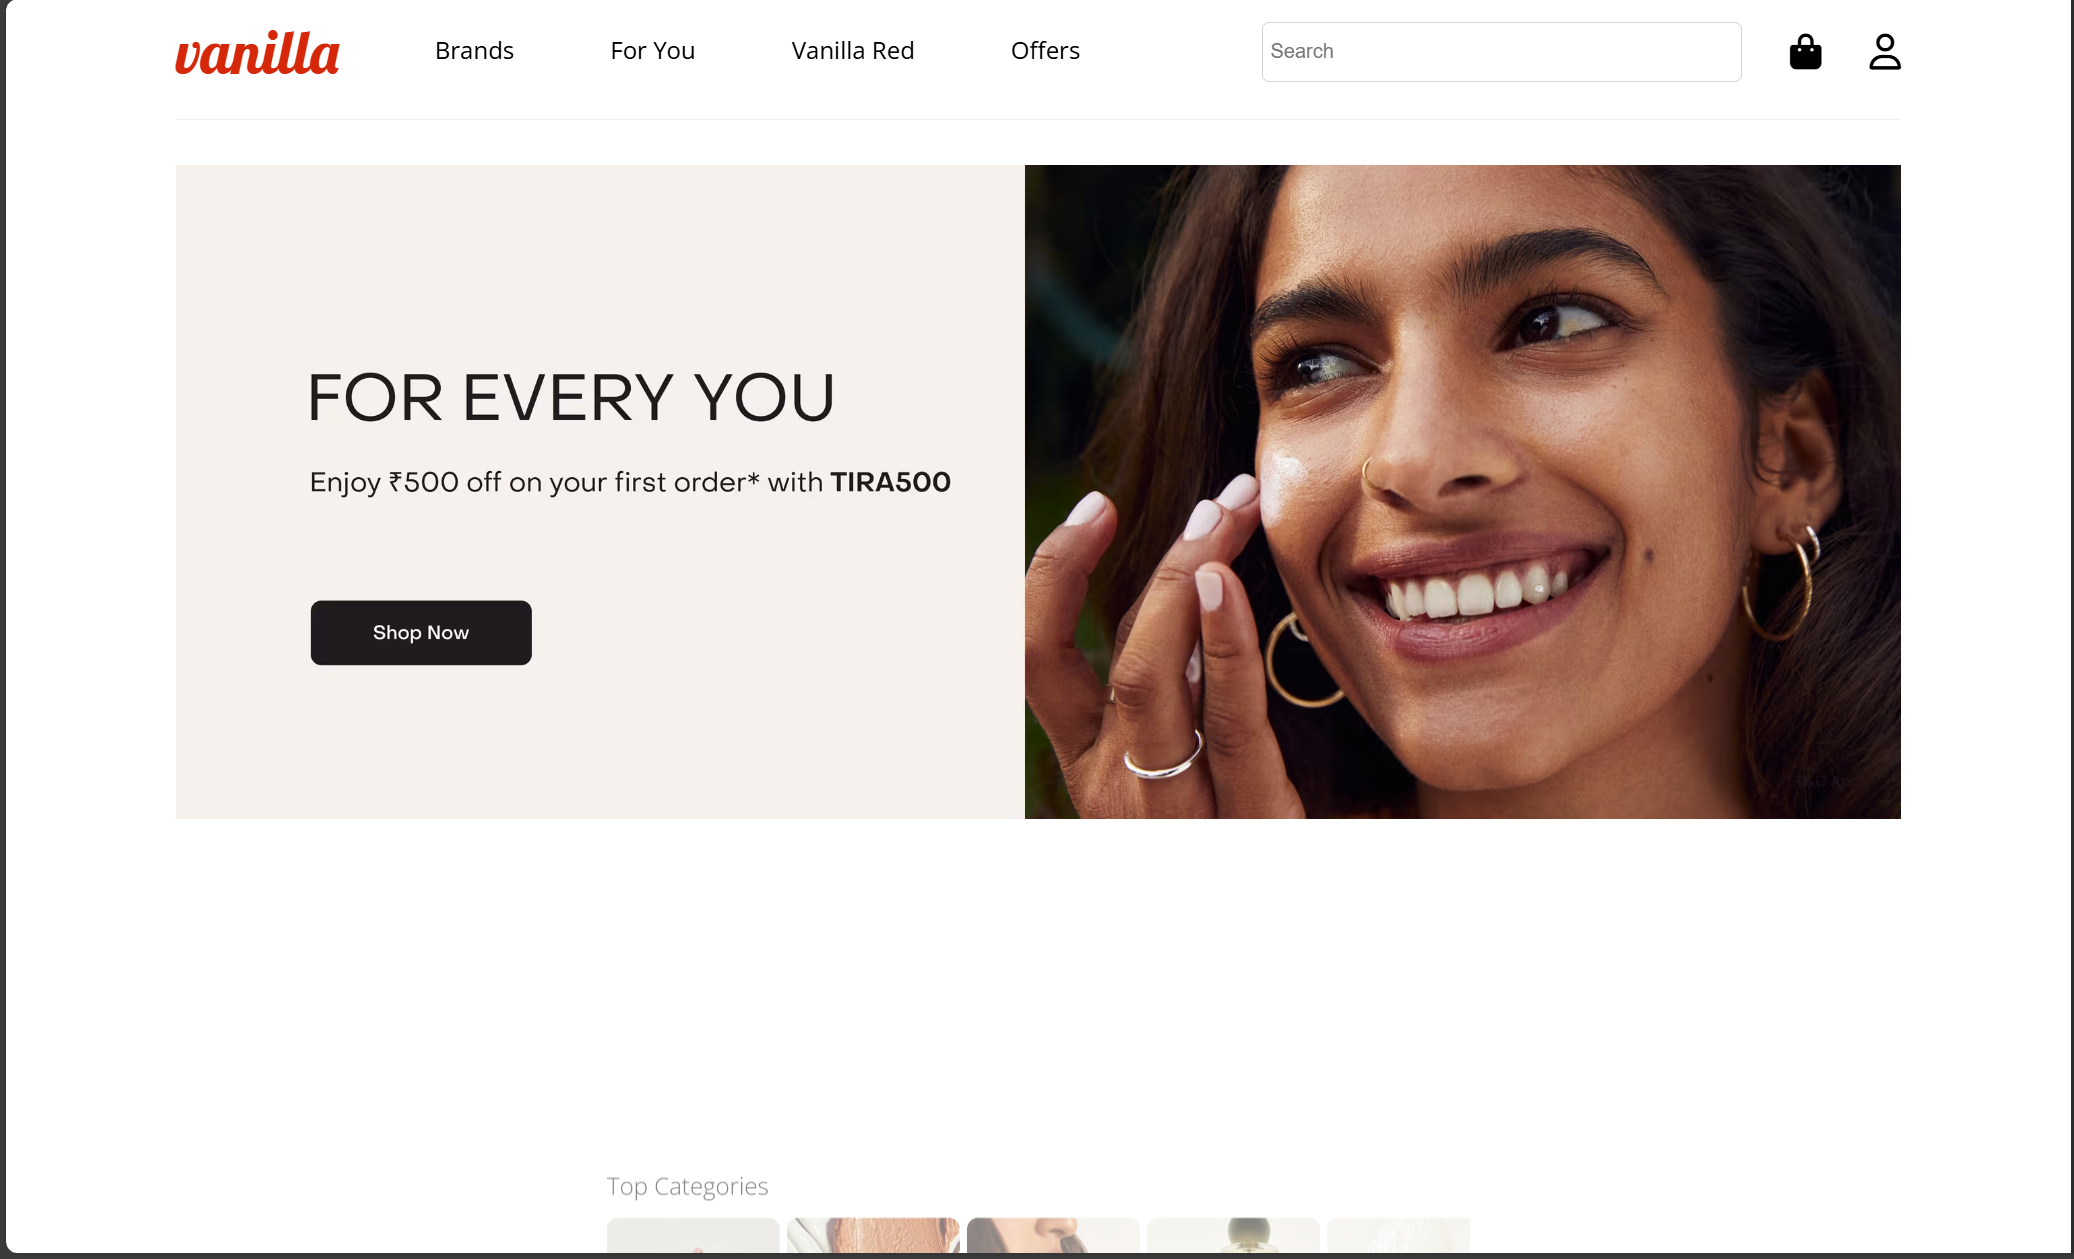 vanilla
Brands
For You
Vanilla Red
Offers
Search
FOR EVERY YOU
Enjoy ₹500 off on your first order* with TIRA500
Shop Now
Top Categories